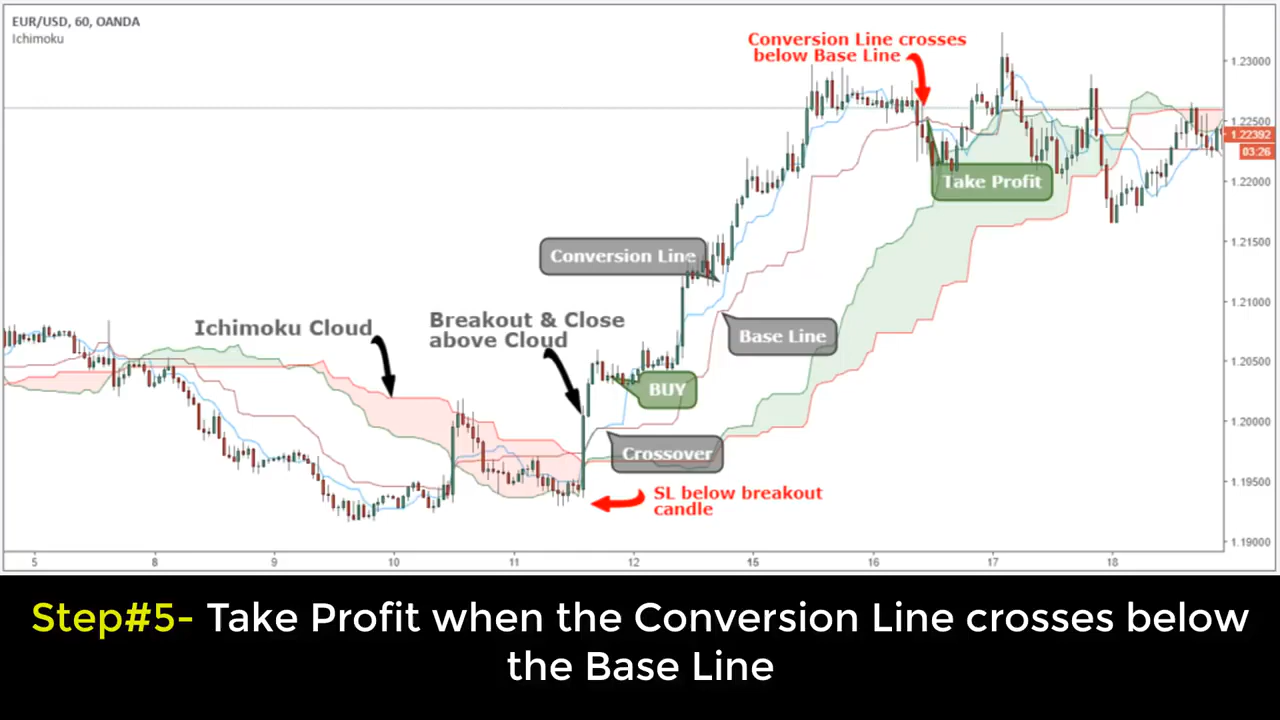 EUR/USD, 60, OANDA
Ichimoku
Conversion Line crosses
below Base Line
1.23000
1.22500
1.22392
03:26
Take Profit
1.22000
Conversion Line
1.21500
1.21000
Ichimoku Cloud
Breakout & Close
above Cloud
Base Line
1.20500
BUY
1.20000
Crossover
SL below breakout
candle
1.19500
1.19000
5 8 9 10 11 12 15 16 17 18
Step#5- Take Profit when the Conversion Line crosses below
the Base Line